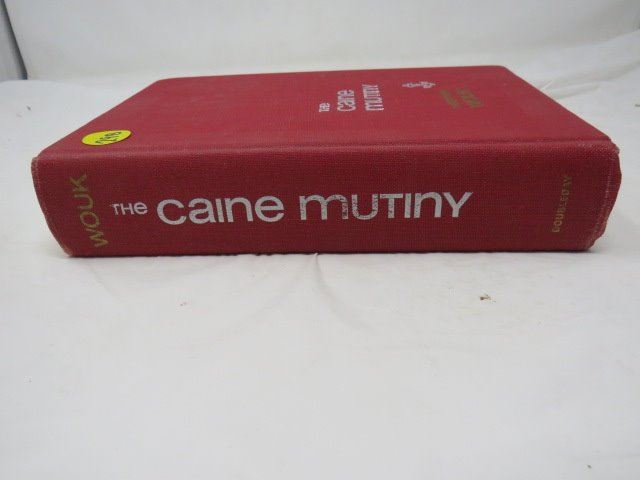 WOUK
THE CAINE MUTINY
DOUBLEDAY
THE
CAINE
MUTINY